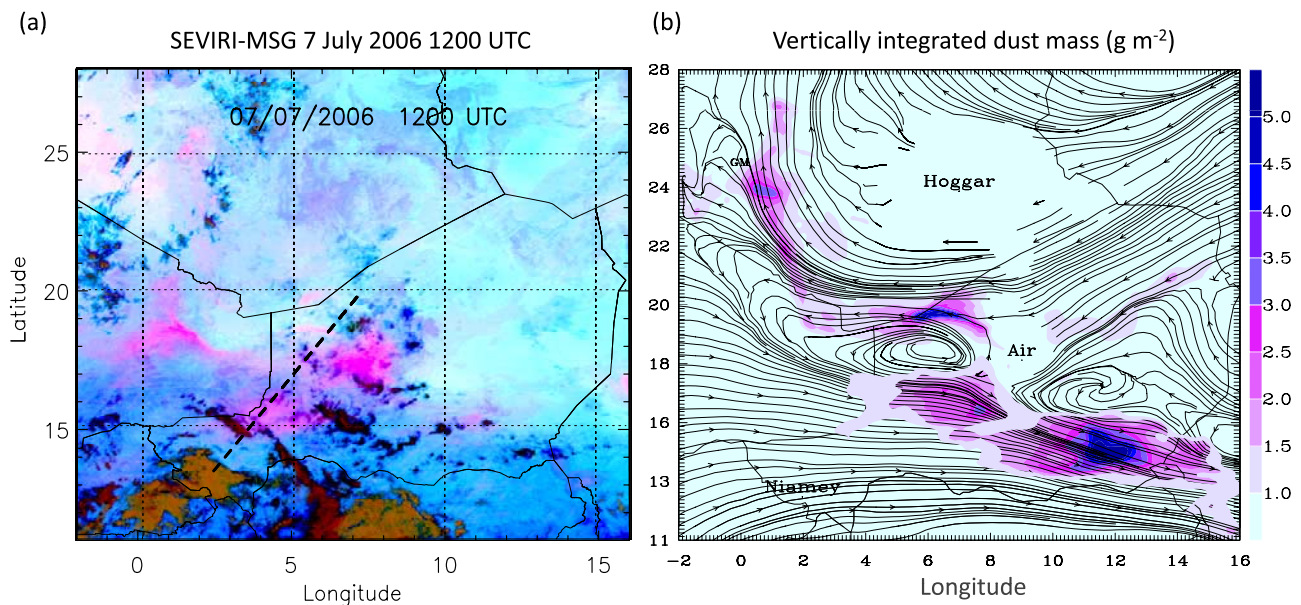 (a)
SEVIRI-MSG 7 July 2006 1200 UTC
07/07/2006 1200 UTC
25
20
15
Latitude
0 5 10 15
Longitude
(b)
Vertically integrated dust mass (g m⁻²)
28
26
24
22
20
18
16
13
11
GM
Hoggar
Air
Niamey
-2 0 2 4 6 8 10 12 14 16
Longitude
5.0
4.5
4.0
3.5
3.0
2.5
2.0
1.5
1.0